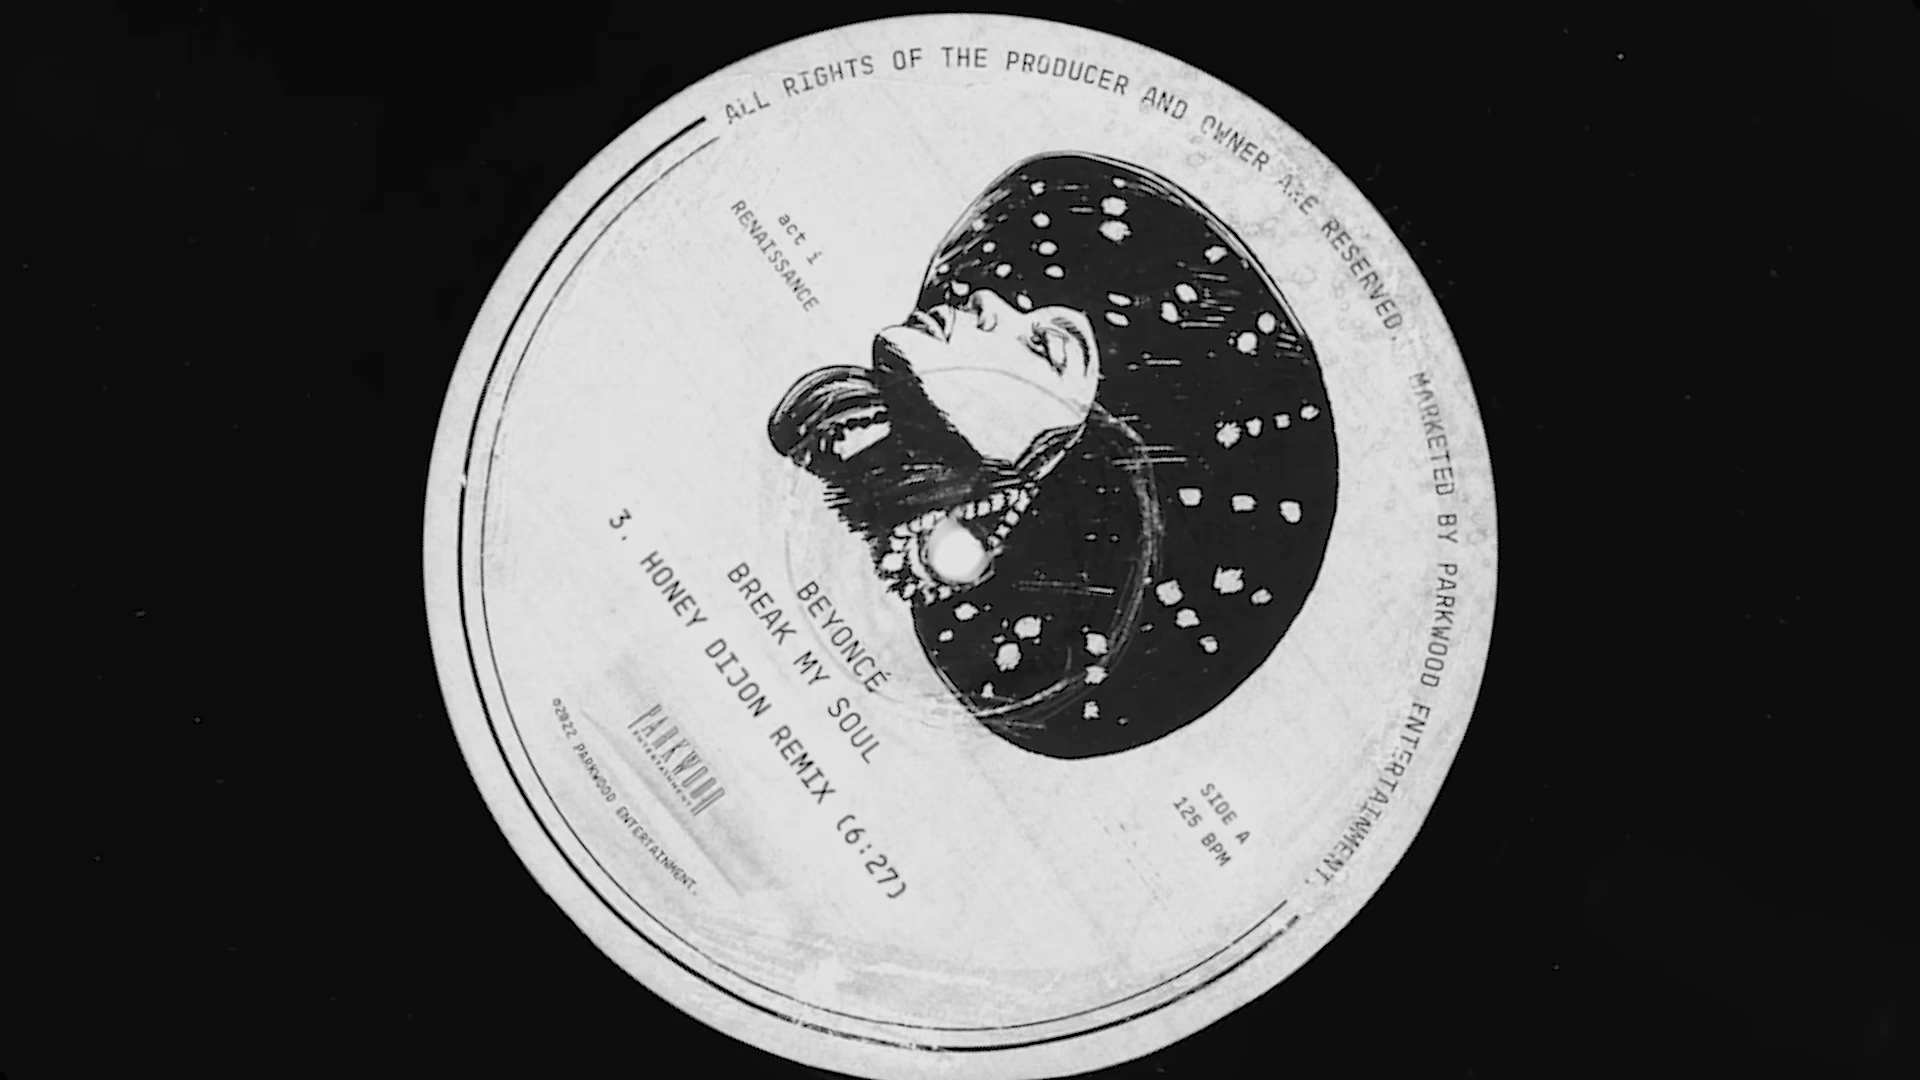 ALL RIGHTS OF THE PRODUCER AND OWNER ARE RESERVED. MARKETED BY PARKWOOD ENTERTAINMENT.
act i
RENAISSANCE
BEYONCÉ
BREAK MY SOUL
3. HONEY DIJON REMIX (6:27)
SIDE A
125 BPM
PARKWOOD
ENTERTAINMENT
©2022 PARKWOOD ENTERTAINMENT.